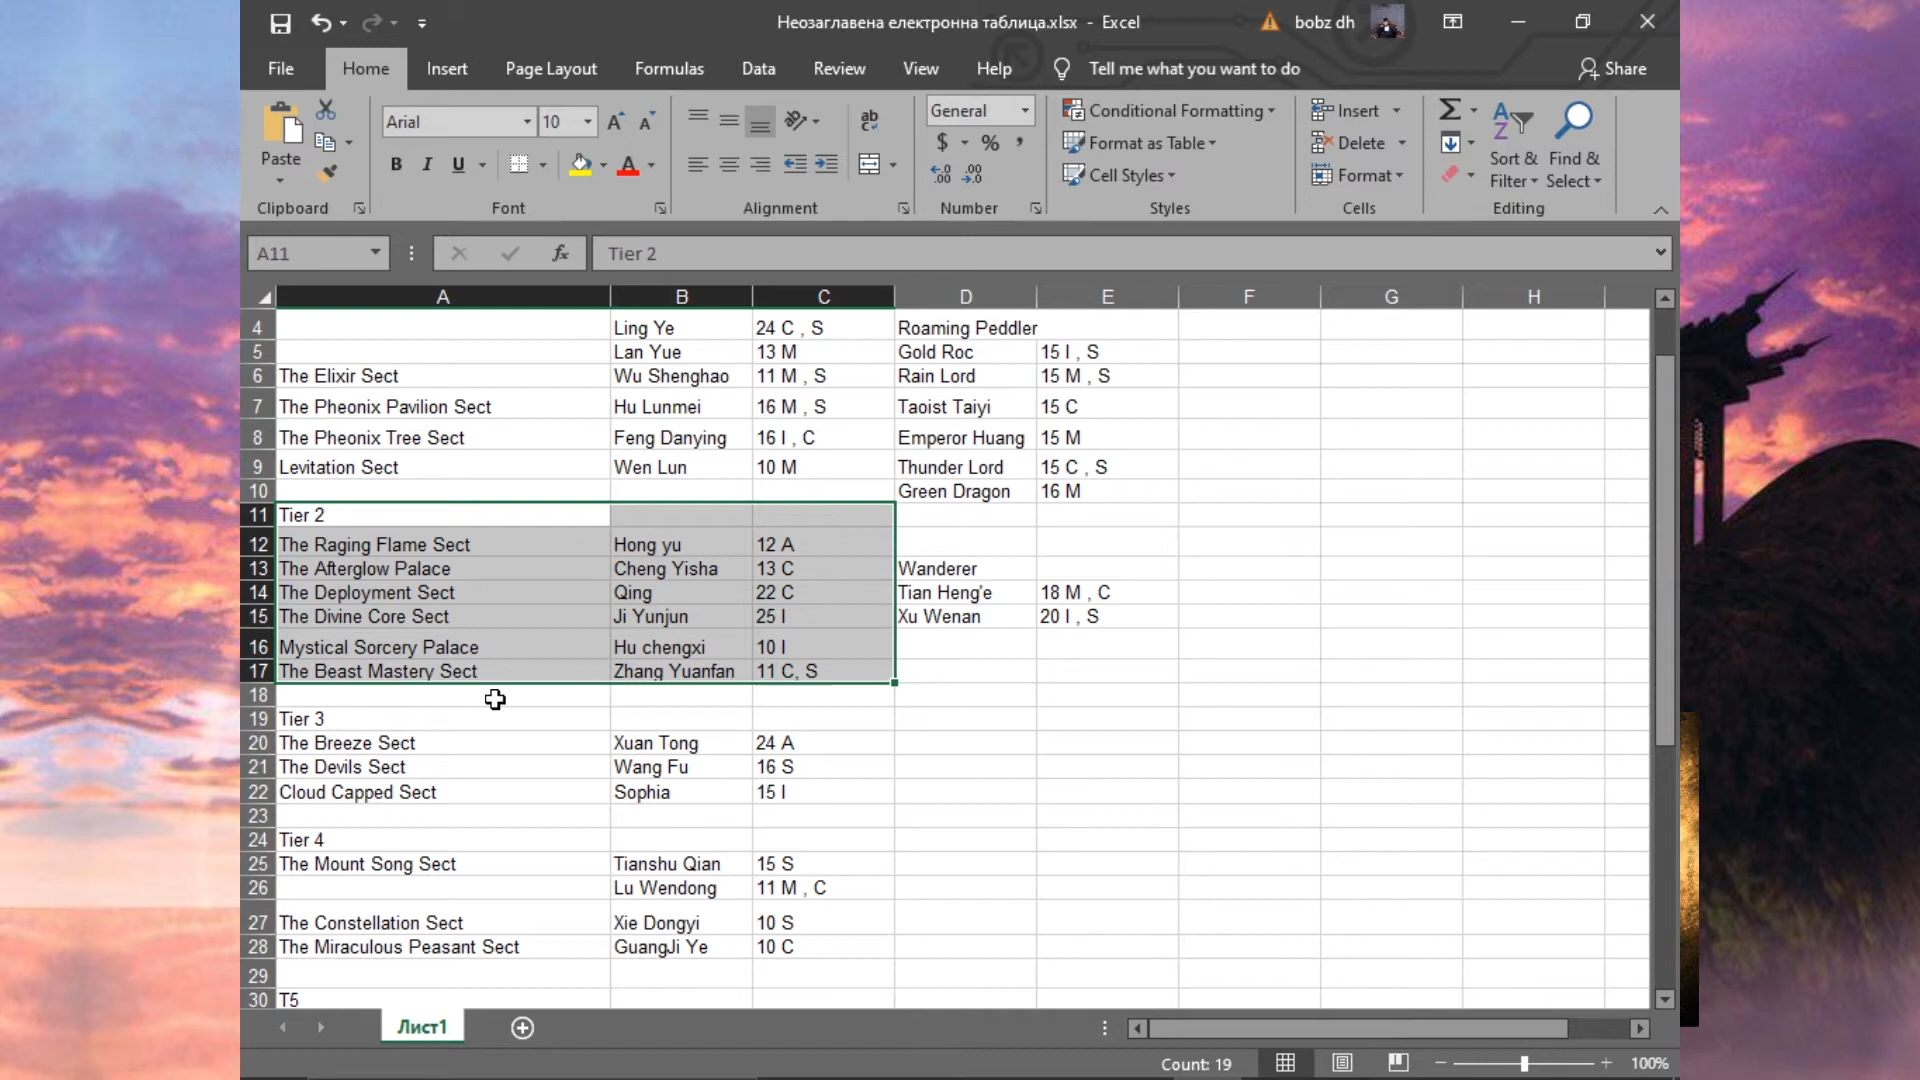 Неозаглавена електронна таблица.xlsx - Excel
bobz dh
File Home Insert Page Layout Formulas Data Review View Help Tell me what you want to do Share
Paste
Clipboard
Arial 10
B I U
Font
ab
Alignment
General
$ % ,
.00 .00
Number
Conditional Formatting
Format as Table
Cell Styles
Styles
Insert
Delete
Format
Cells
Sort & Filter
Find & Select
Editing
A11 fx Tier 2
A B C D E F G H
4 Ling Ye 24 C , S Roaming Peddler
5 Lan Yue 13 M Gold Roc 15 I , S
6 The Elixir Sect Wu Shenghao 11 M , S Rain Lord 15 M , S
7 The Pheonix Pavilion Sect Hu Lunmei 16 M , S Taoist Taiyi 15 C
8 The Pheonix Tree Sect Feng Danying 16 I , C Emperor Huang 15 M
9 Levitation Sect Wen Lun 10 M Thunder Lord 15 C , S
10 Green Dragon 16 M
11 Tier 2
12 The Raging Flame Sect Hong yu 12 A
13 The Afterglow Palace Cheng Yisha 13 C Wanderer
14 The Deployment Sect Qing 22 C Tian Heng'e 18 M , C
15 The Divine Core Sect Ji Yunjun 25 I Xu Wenan 20 I , S
16 Mystical Sorcery Palace Hu chengxi 10 I
17 The Beast Mastery Sect Zhang Yuanfan 11 C, S
18
19 Tier 3
20 The Breeze Sect Xuan Tong 24 A
21 The Devils Sect Wang Fu 16 S
22 Cloud Capped Sect Sophia 15 I
23
24 Tier 4
25 The Mount Song Sect Tianshu Qian 15 S
26 Lu Wendong 11 M , C
27 The Constellation Sect Xie Dongyi 10 S
28 The Miraculous Peasant Sect GuangJi Ye 10 C
29
30 T5
Лист1
Count: 19 100%